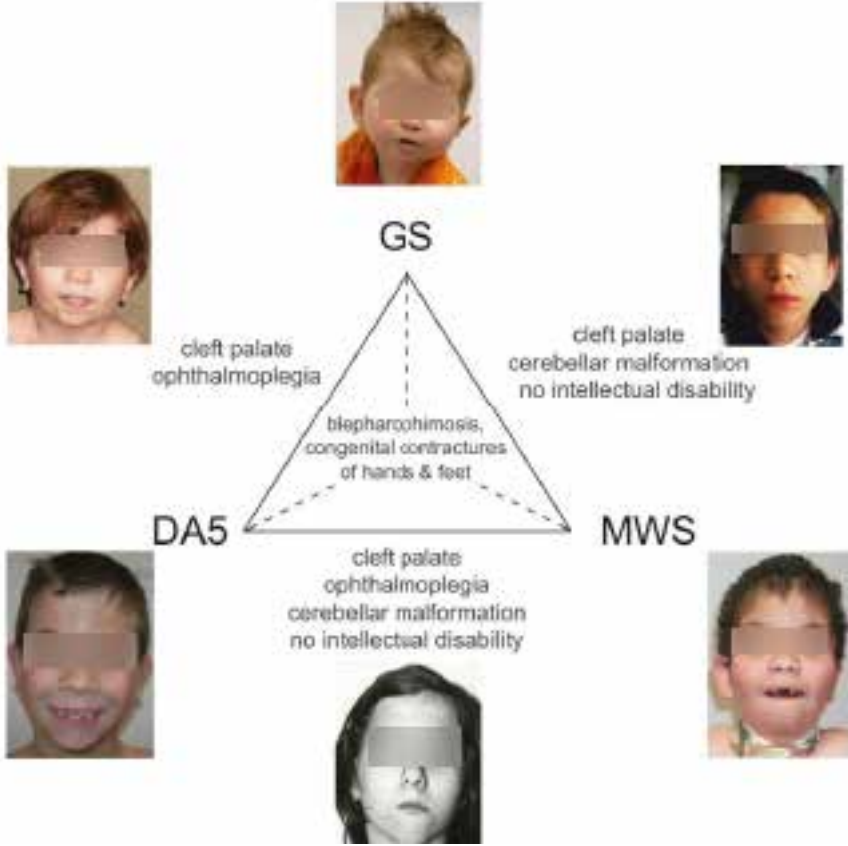 GS
cleft palate
ophthalmoplegia
cleft palate
cerebellar malformation
no intellectual disability
blepharophimosis,
congenital contractures
of hands & feet
DA5
MWS
cleft palate
ophthalmoplegia
cerebellar malformation
no intellectual disability